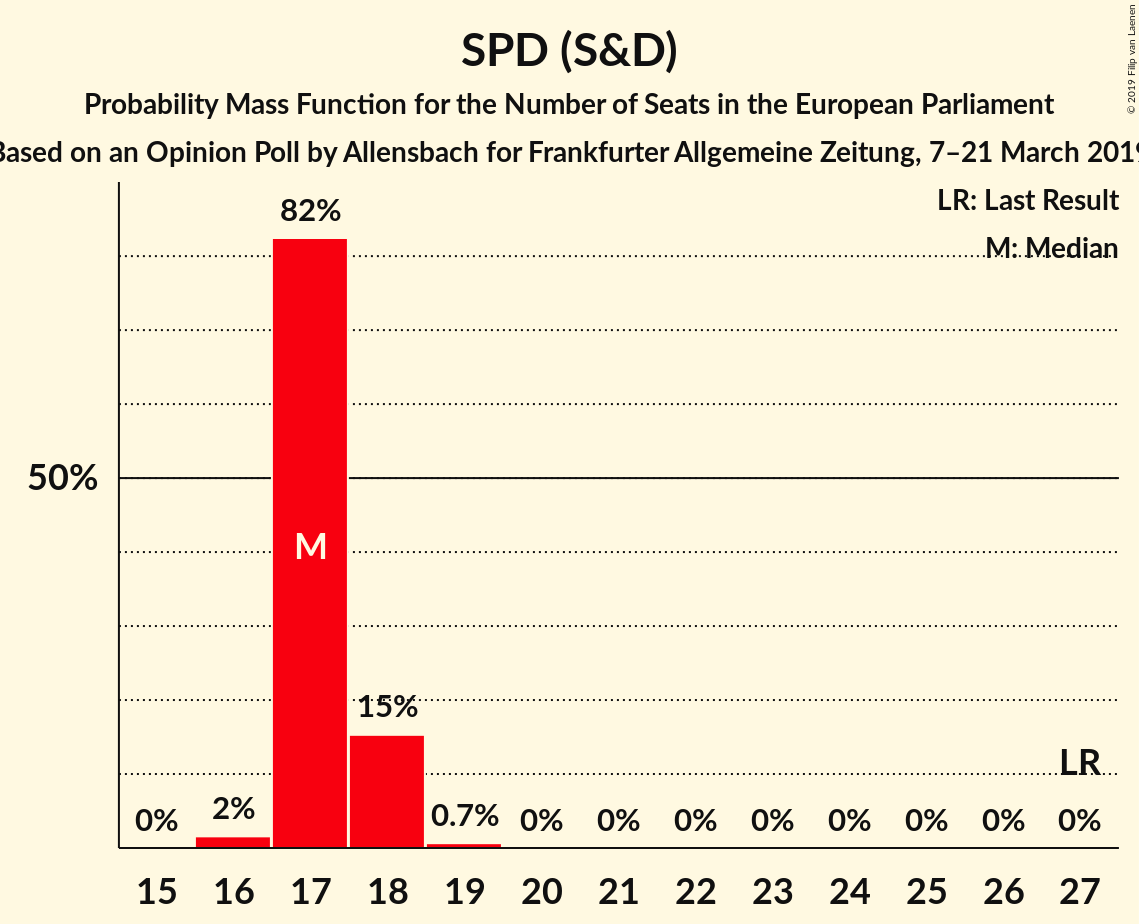 SPD (S&D)
Probability Mass Function for the Number of Seats in the European Parliament
Based on an Opinion Poll by Allensbach for Frankfurter Allgemeine Zeitung, 7–21 March 2019
© 2019 Filip van Laenen
LR: Last Result
M: Median
82%
50%
M
15%
LR
0% 2% 0.7% 0% 0% 0% 0% 0% 0% 0% 0%
15 16 17 18 19 20 21 22 23 24 25 26 27